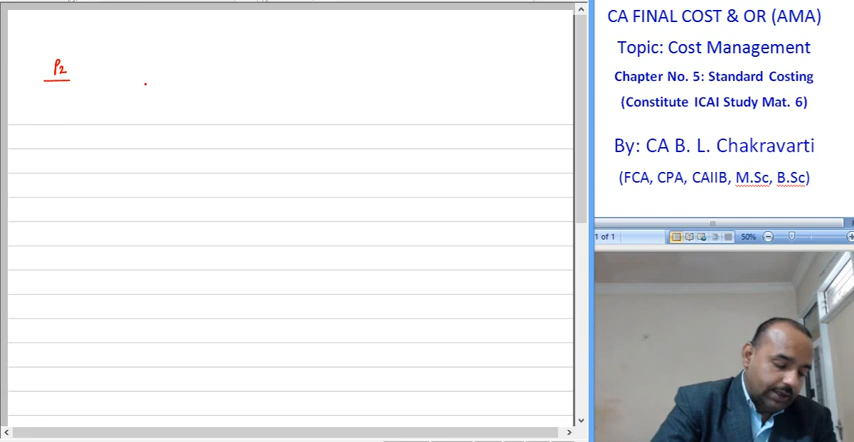 P2
CA FINAL COST & OR (AMA)
Topic: Cost Management
Chapter No. 5: Standard Costing
(Constitute ICAI Study Mat. 6)
By: CA B. L. Chakravarti
(FCA, CPA, CAIIB, M.Sc, B.Sc)
1 of 1
50%